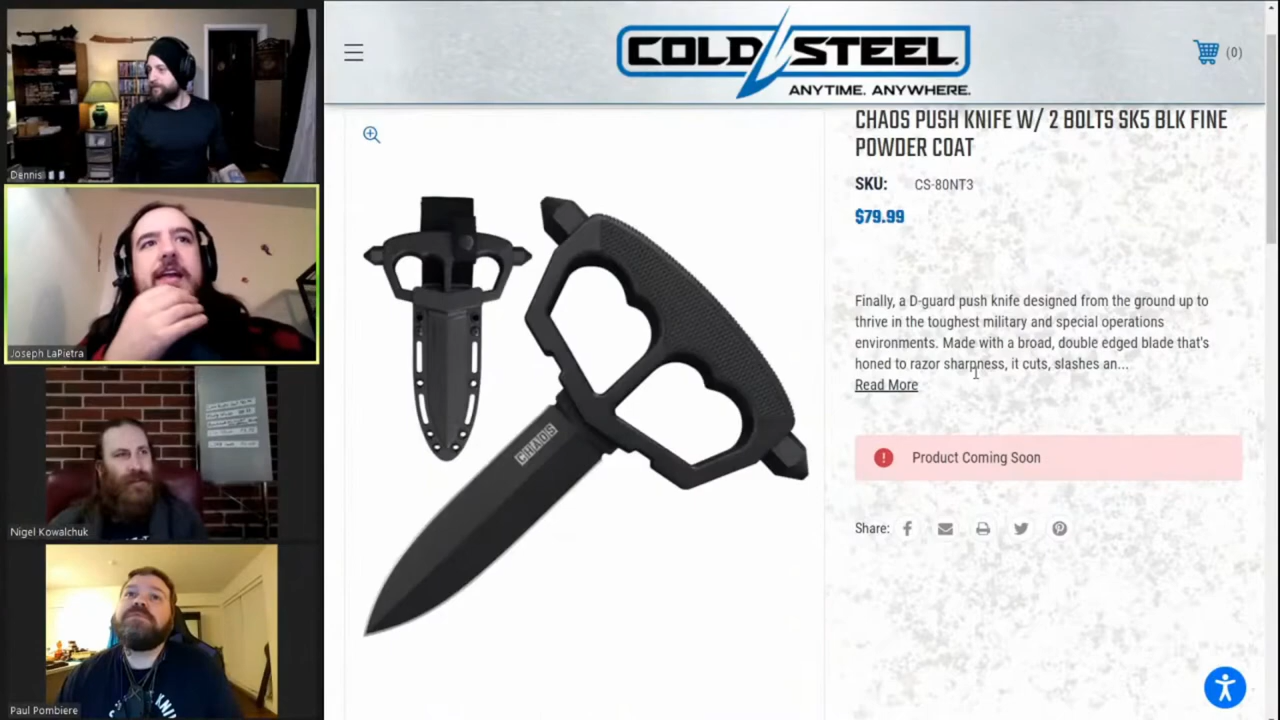 Dennis
Joseph LaPietra
Nigel Kowalchuk
Paul Pombiere
COLD STEEL
ANYTIME. ANYWHERE.
(0)
CHAOS PUSH KNIFE W/ 2 BOLTS SK5 BLK FINE
POWDER COAT
SKU: CS-80NT3
$79.99
Finally, a D-guard push knife designed from the ground up to
thrive in the toughest military and special operations
environments. Made with a broad, double edged blade that's
honed to razor sharpness, it cuts, slashes an...
Read More
Product Coming Soon
Share:
CHAOS